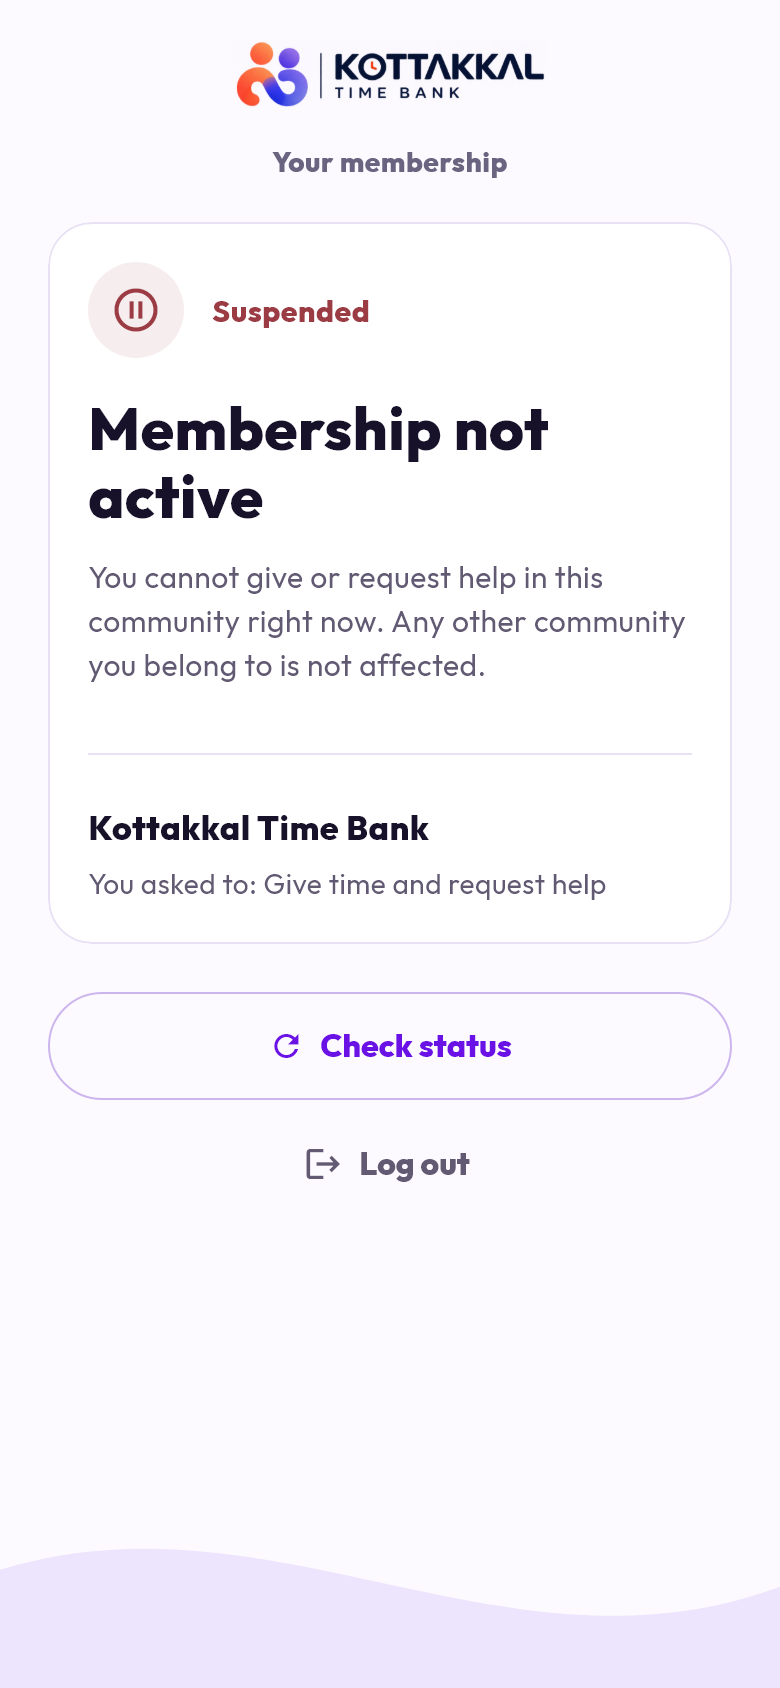 KOTTAKKAL
TIME BANK
Your membership
Suspended
Membership not
active
You cannot give or request help in this
community right now. Any other community
you belong to is not affected.
Kottakkal Time Bank
You asked to: Give time and request help
Check status
Log out